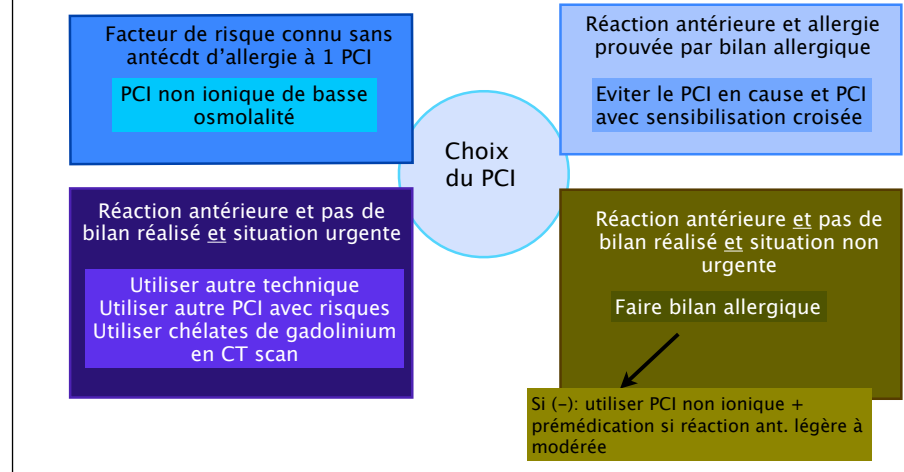 Facteur de risque connu sans
antécdt d'allergie à 1 PCI
PCI non ionique de basse
osmolalité
Réaction antérieure et allergie
prouvée par bilan allergique
Eviter le PCI en cause et PCI
avec sensibilisation croisée
Choix
du PCI
Réaction antérieure et pas de
bilan réalisé et situation urgente
Utiliser autre technique
Utiliser autre PCI avec risques
Utiliser chélates de gadolinium
en CT scan
Réaction antérieure et pas de
bilan réalisé et situation non
urgente
Faire bilan allergique
Si (-): utiliser PCI non ionique +
prémédication si réaction ant. légère à
modérée